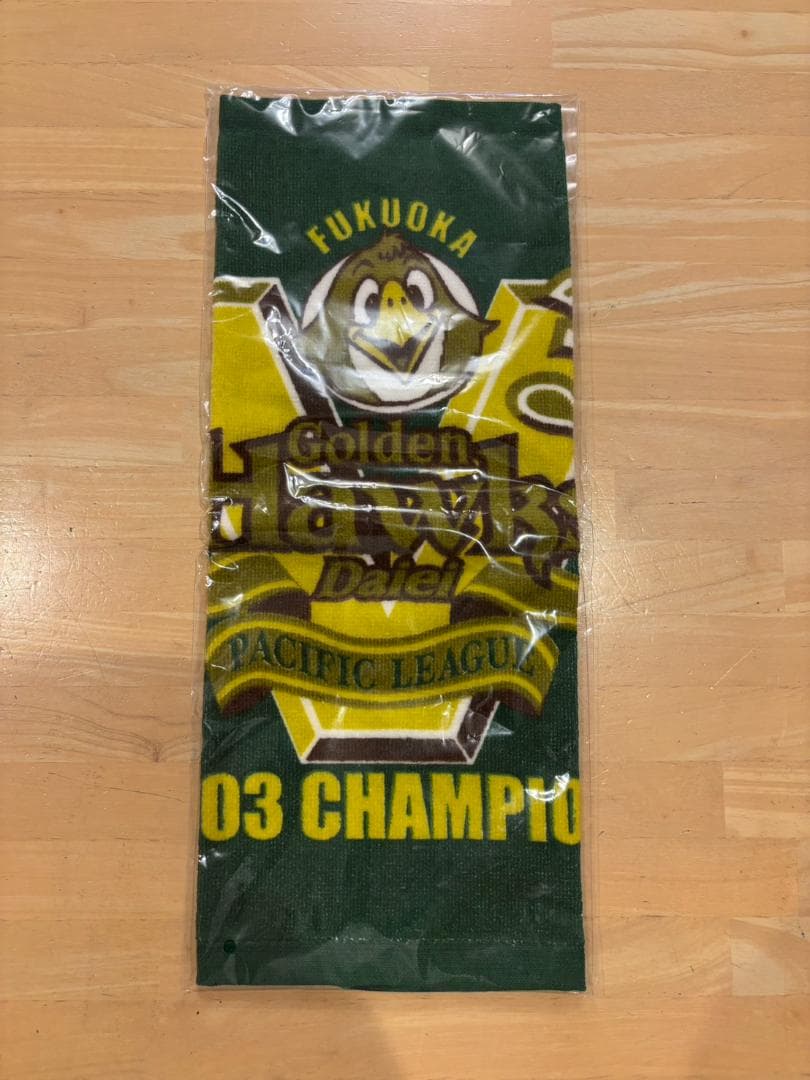 FUKUOKA
Golden
Hawks
Daiei
PACIFIC LEAGUE
03 CHAMPIO